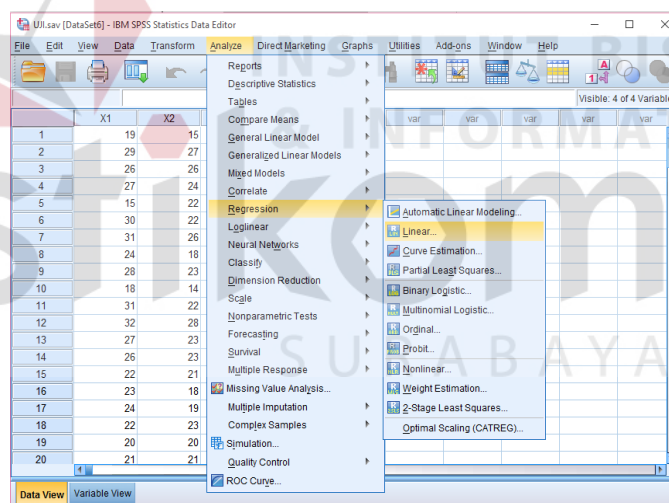 UJI.sav [DataSet6] - IBM SPSS Statistics Data Editor
File Edit View Data Transform Analyze Direct Marketing Graphs Utilities Add-ons Window Help
Visible: 4 of 4 Variable
X1 X2 var var var var var
1 19 15
2 29 27
3 26 26
4 27 24
5 15 22
6 30 22
7 31 26
8 24 18
9 28 23
10 18 14
11 31 22
12 32 28
13 27 23
14 26 23
15 22 21
16 23 18
17 24 19
18 22 23
19 20 20
20 21 21
Reports
Descriptive Statistics
Tables
Compare Means
General Linear Model
Generalized Linear Models
Mixed Models
Correlate
Regression
Loglinear
Neural Networks
Classify
Dimension Reduction
Scale
Nonparametric Tests
Forecasting
Survival
Multiple Response
Missing Value Analysis...
Multiple Imputation
Complex Samples
Simulation...
Quality Control
ROC Curve...
Automatic Linear Modeling...
Linear...
Curve Estimation...
Partial Least Squares...
Binary Logistic...
Multinomial Logistic...
Ordinal...
Probit...
Nonlinear...
Weight Estimation...
2-Stage Least Squares...
Optimal Scaling (CATREG)...
Data View Variable View
INSTITUT BIS
& INFORMAT
stikom
SURABAYA